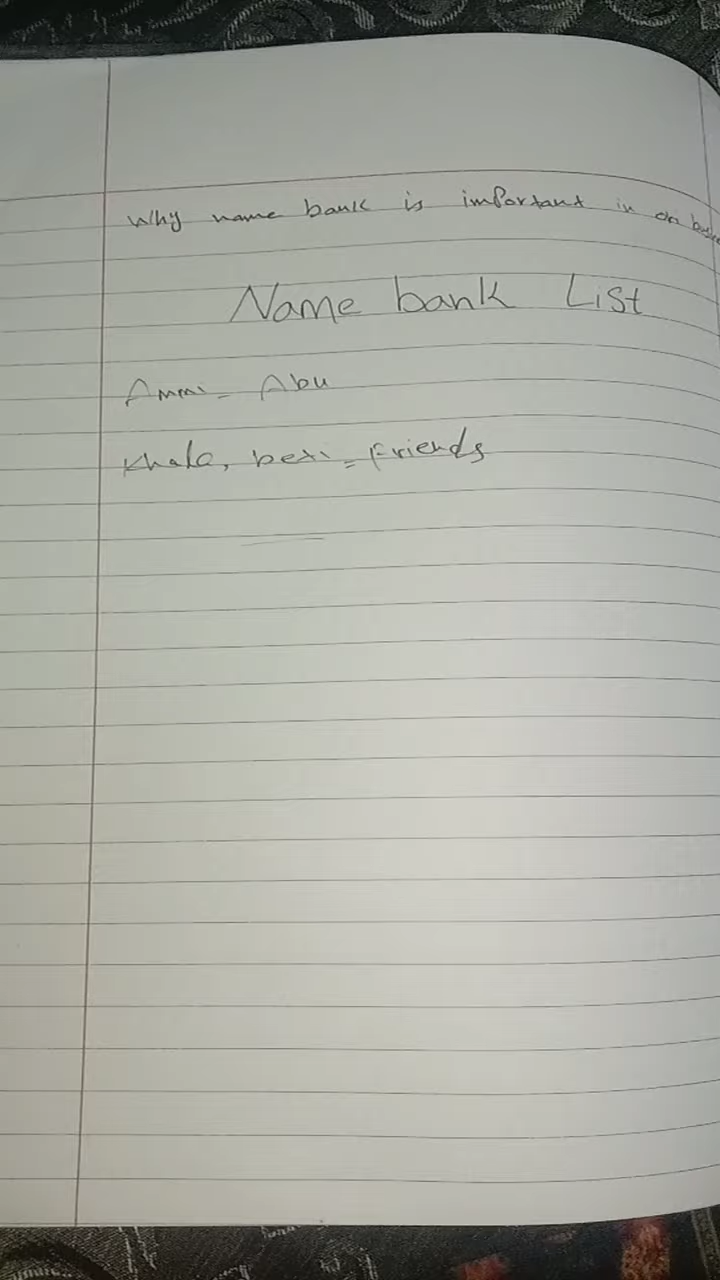 Why name bank is important in
Name bank List
Ammi - Abu
Khala, beti = Friends